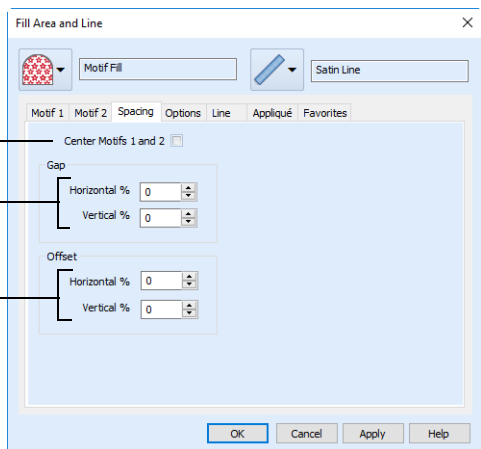 Fill Area and Line
Motif Fill
Satin Line
Motif 1 Motif 2 Spacing Options Line Appliqué Favorites
Center Motifs 1 and 2
Gap
Horizontal % 0
Vertical % 0
Offset
Horizontal % 0
Vertical % 0
OK Cancel Apply Help